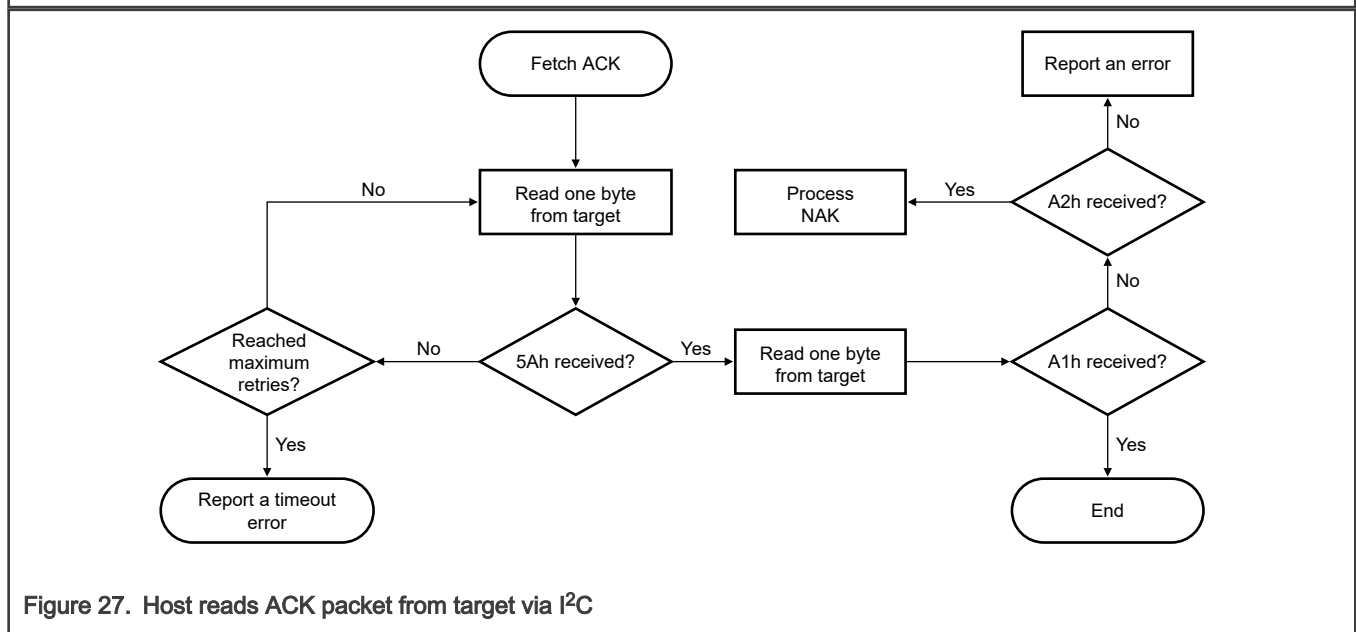 Fetch ACK
Report an error
No
No
Read one byte
from target
Process
NAK
Yes
A2h received?
No
Reached
maximum
retries?
No
5Ah received?
Yes
Read one byte
from target
A1h received?
Yes
Yes
Report a timeout
error
End
Figure 27. Host reads ACK packet from target via I²C